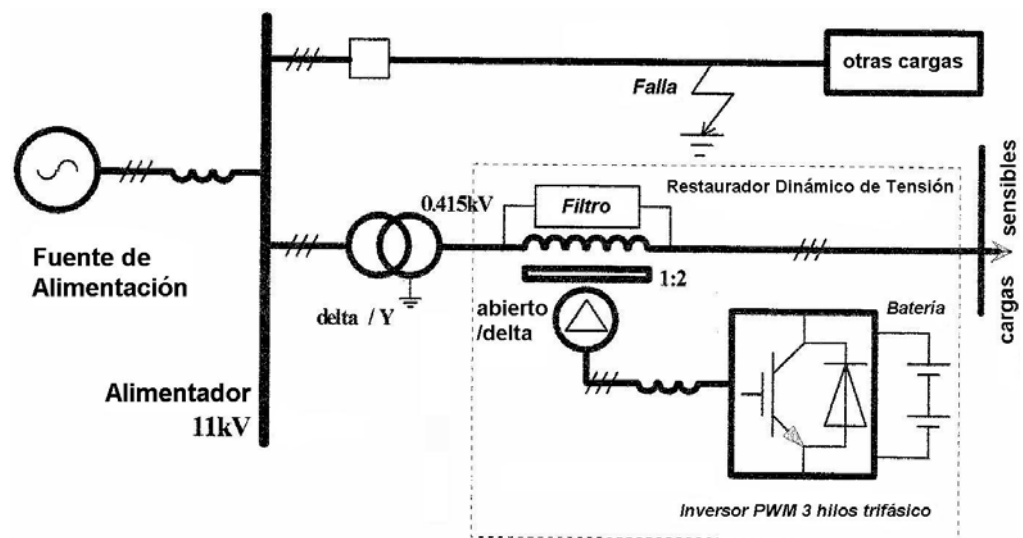 otras cargas
Falla
Restaurador Dinámico de Tensión
0.415kV
Filtro
cargas sensibles
Fuente de
Alimentación
delta / Y
1:2
abierto
/delta
Batería
Alimentador
11kV
Inversor PWM 3 hilos trifásico